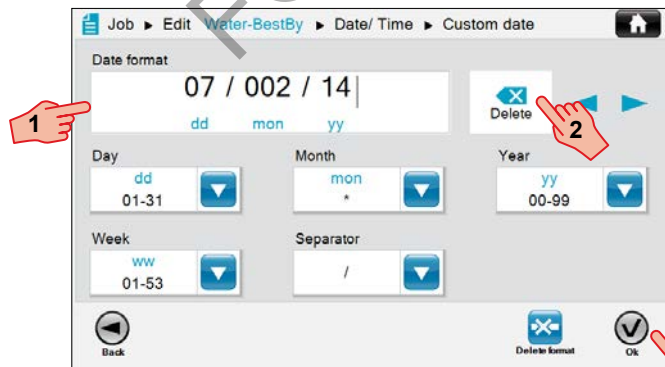 Job ▸ Edit Water-BestBy ▸ Date/ Time ▸ Custom date
Date format
07 / 002 / 14
dd mon yy
Delete
1
2
Day Month Year
dd mon yy
01-31 * 00-99
Week Separator
ww /
01-53
Back Delete format Ok